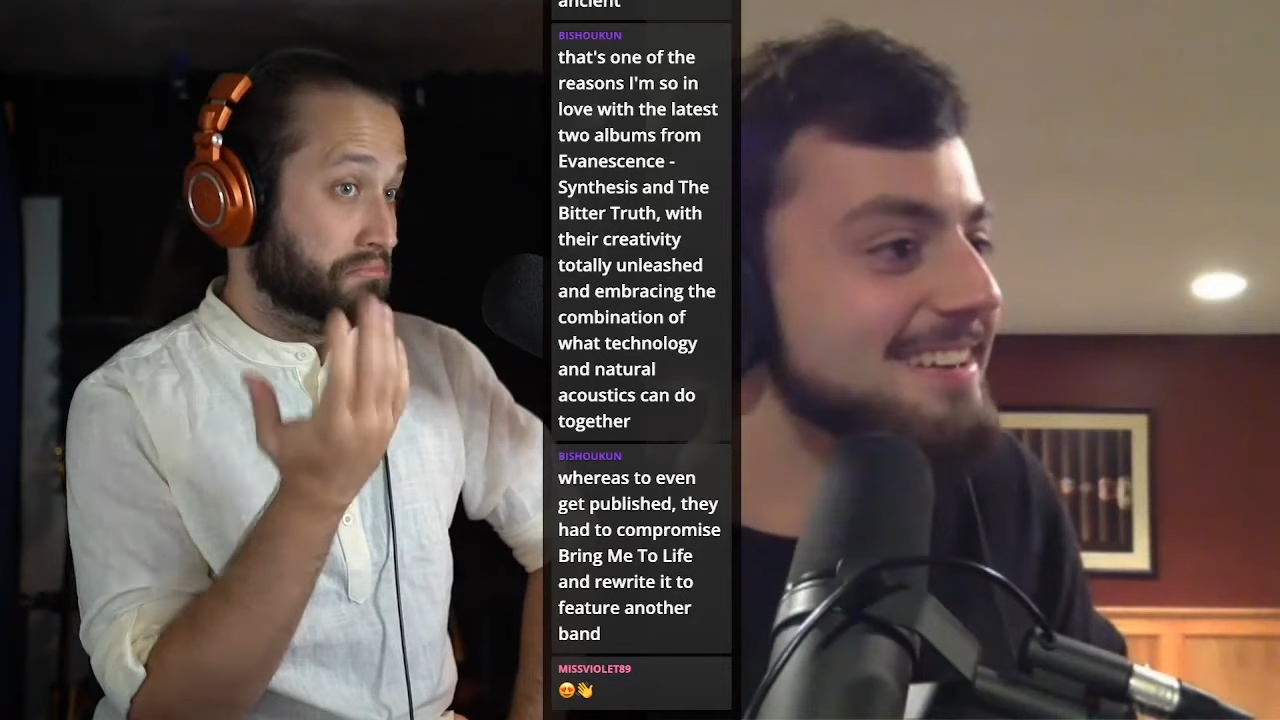 ancient
BISHOUKUN
that's one of the
reasons I'm so in
love with the latest
two albums from
Evanescence -
Synthesis and The
Bitter Truth, with
their creativity
totally unleashed
and embracing the
combination of
what technology
and natural
acoustics can do
together
BISHOUKUN
whereas to even
get published, they
had to compromise
Bring Me To Life
and rewrite it to
feature another
band
MISSVIOLET89
😍👋